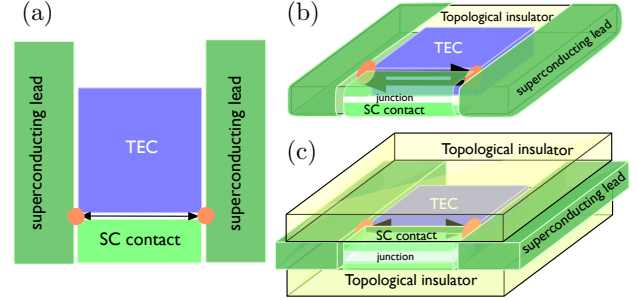 (a)
superconducting lead
TEC
SC contact
superconducting lead
(b)
Topological insulator
TEC
superconducting lead
junction
SC contact
(c)
Topological insulator
TEC
SC contact
superconducting lead
junction
Topological insulator